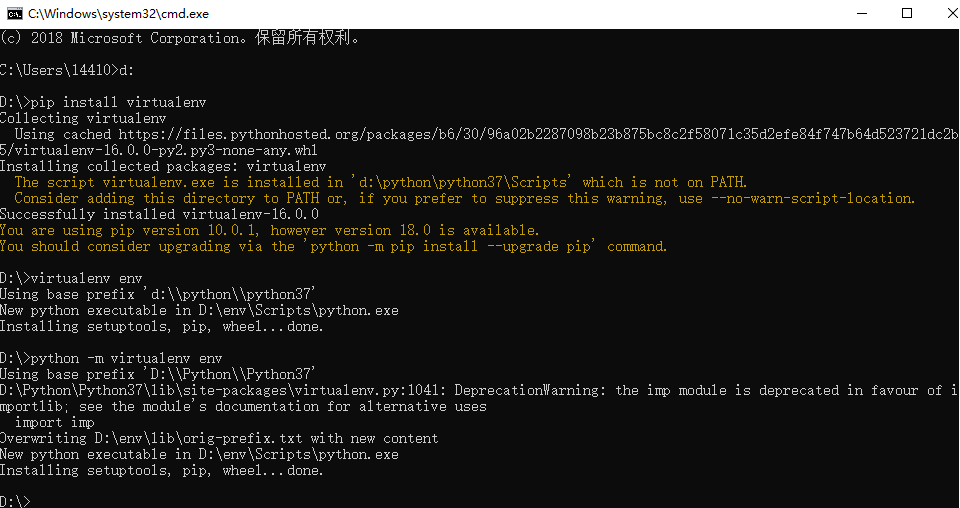 C:\Windows\system32\cmd.exe
(c) 2018 Microsoft Corporation。保留所有权利。
C:\Users\14410>d:
D:\>pip install virtualenv
Collecting virtualenv
Using cached https://files.pythonhosted.org/packages/b6/30/96a02b2287098b23b875bc8c2f58071c35d2efe84f747b64d523721dc2b
5/virtualenv-16.0.0-py2.py3-none-any.whl
Installing collected packages: virtualenv
The script virtualenv.exe is installed in 'd:\python\python37\Scripts' which is not on PATH.
Consider adding this directory to PATH or, if you prefer to suppress this warning, use --no-warn-script-location.
Successfully installed virtualenv-16.0.0
You are using pip version 10.0.1, however version 18.0 is available.
You should consider upgrading via the 'python -m pip install --upgrade pip' command.
D:\>virtualenv env
Using base prefix 'd:\\python\\python37'
New python executable in D:\env\Scripts\python.exe
Installing setuptools, pip, wheel...done.
D:\>python -m virtualenv env
Using base prefix 'D:\\Python\\Python37'
D:\Python\Python37\lib\site-packages\virtualenv.py:1041: DeprecationWarning: the imp module is deprecated in favour of i
mportlib; see the module's documentation for alternative uses
import imp
Overwriting D:\env\lib\orig-prefix.txt with new content
New python executable in D:\env\Scripts\python.exe
Installing setuptools, pip, wheel...done.
D:\>